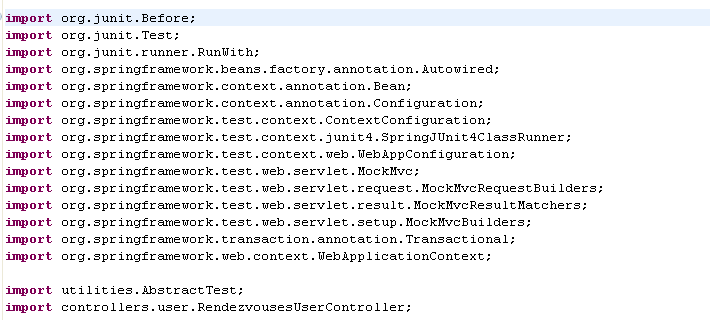 import org.junit.Before;
import org.junit.Test;
import org.junit.runner.RunWith;
import org.springframework.beans.factory.annotation.Autowired;
import org.springframework.context.annotation.Bean;
import org.springframework.context.annotation.Configuration;
import org.springframework.test.context.ContextConfiguration;
import org.springframework.test.context.junit4.SpringJUnit4ClassRunner;
import org.springframework.test.context.web.WebAppConfiguration;
import org.springframework.test.web.servlet.MockMvc;
import org.springframework.test.web.servlet.request.MockMvcRequestBuilders;
import org.springframework.test.web.servlet.result.MockMvcResultMatchers;
import org.springframework.test.web.servlet.setup.MockMvcBuilders;
import org.springframework.transaction.annotation.Transactional;
import org.springframework.web.context.WebApplicationContext;

import utilities.AbstractTest;
import controllers.user.RendezvousesUserController;